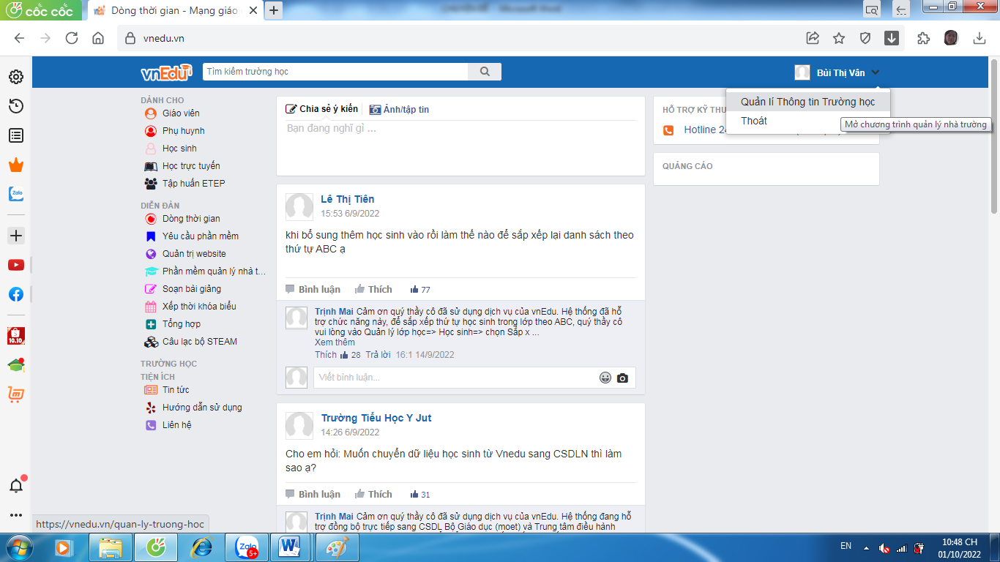 cốc cốc
Dòng thời gian - Mạng giáo
vnedu.vn
vnEdu
Tìm kiếm trường học
Bùi Thị Vân
Quản lí Thông tin Trường học
Thoát
Mở chương trình quản lý nhà trường
DÀNH CHO
Giáo viên
Phụ huynh
Học sinh
Học trực tuyến
Tập huấn ETEP
DIỄN ĐÀN
Dòng thời gian
Yêu cầu phần mềm
Quản trị website
Phần mềm quản lý nhà t...
Soạn bài giảng
Xếp thời khóa biểu
Tổng hợp
Câu lạc bộ STEAM
TRƯỜNG HỌC
TIỆN ÍCH
Tin tức
Hướng dẫn sử dụng
Liên hệ
Chia sẻ ý kiến Ảnh/tập tin
Bạn đang nghĩ gì ...
Lê Thị Tiên
15:53 6/9/2022
khi bổ sung thêm học sinh vào rồi làm thế nào để sắp xếp lại danh sách theo
thứ tự ABC ạ
Bình luận Thích 77
Trịnh Mai Cảm ơn quý thầy cô đã sử dụng dịch vụ của vnEdu. Hệ thống đã hỗ
trợ chức năng này, để sắp xếp thứ tự học sinh trong lớp theo ABC, quý thầy cô
vui lòng vào Quản lý lớp học=> Học sinh=> chọn Sắp x ...
Xem thêm
Thích 28 Trả lời 16:1 14/9/2022
Viết bình luận...
Trường Tiểu Học Y Jut
14:26 6/9/2022
Cho em hỏi: Muốn chuyển dữ liệu học sinh từ Vnedu sang CSDLN thì làm
sao ạ?
Bình luận Thích 31
Trịnh Mai Cảm ơn quý thầy cô đã sử dụng dịch vụ của vnEdu. Hệ thống đang hỗ
trợ đồng bộ trực tiếp sang CSDL Bộ Giáo dục (moet) và Trung tâm điều hành
HỖ TRỢ KỸ THU
Hotline 24
QUẢNG CÁO
Zalo
10.10
https://vnedu.vn/quan-ly-truong-hoc
Zalo
5+
EN
10:48 CH
01/10/2022